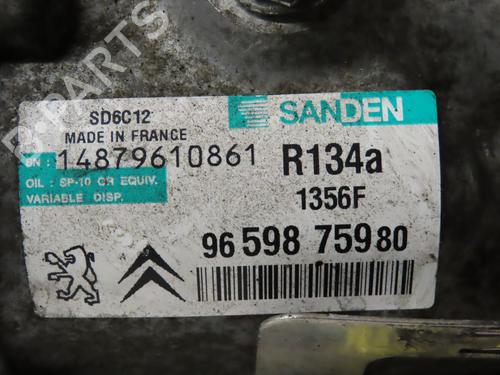 B-PARTS
SD6C12
MADE IN FRANCE
SN: 14879610861
OIL : SP-10 OR EQUIV.
VARIABLE DISP.
SANDEN
R134a
1356F
96 598 759 80